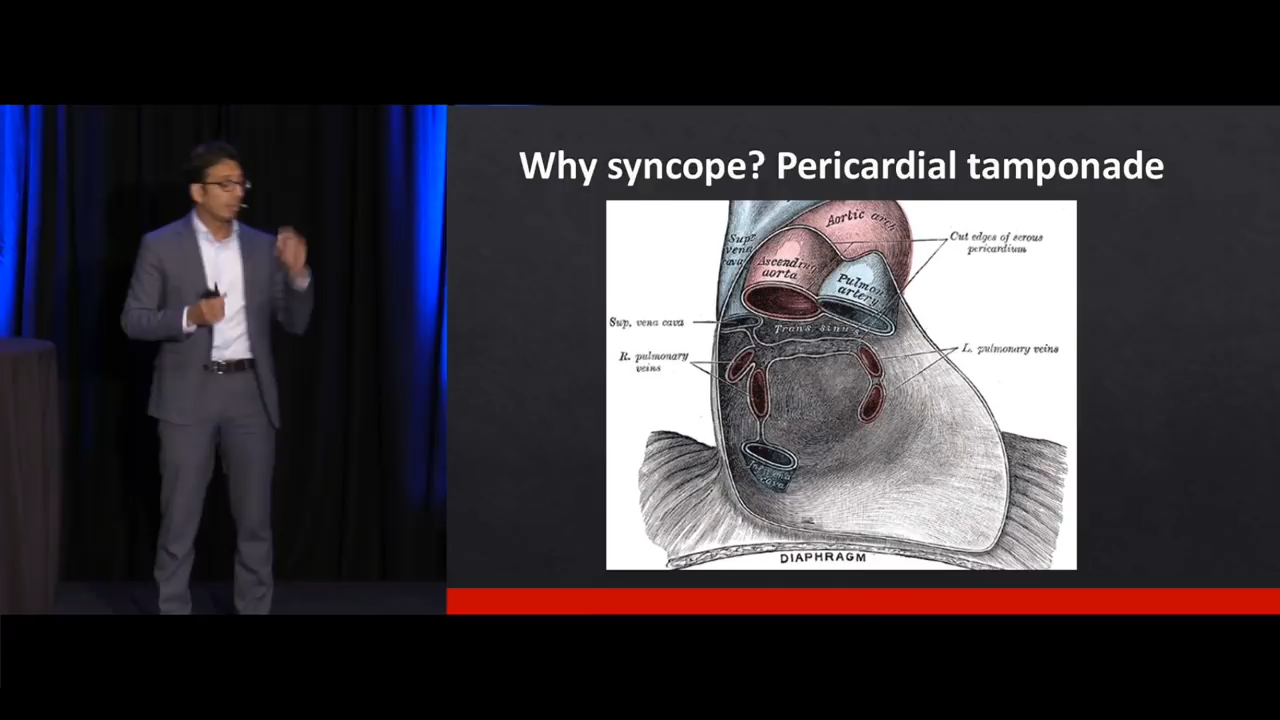 Why syncope? Pericardial tamponade
Aortic arch
Sup.
vena
cava
Ascending
aorta
Pulmon.
artery
Cut edges of serous
pericardium
Sup. vena cava
Trans. sinus
R. pulmonary
veins
L. pulmonary veins
cava
DIAPHRAGM